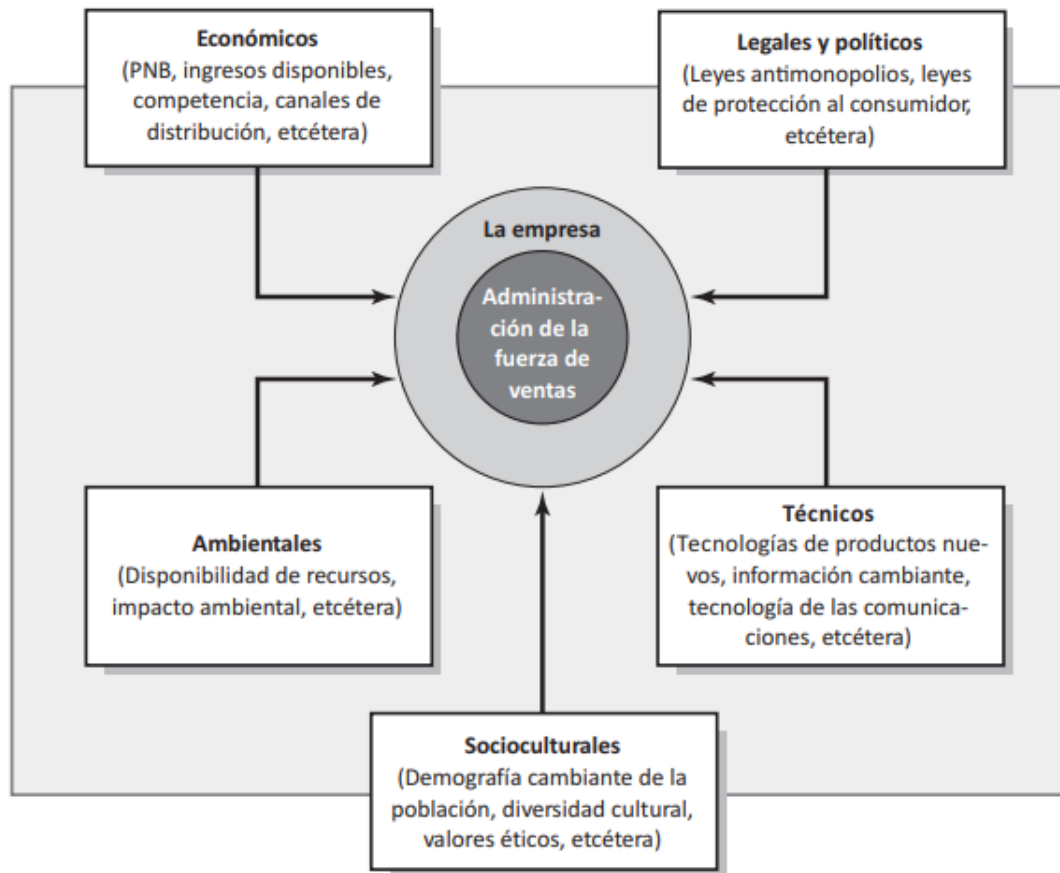 Económicos
(PNB, ingresos disponibles,
competencia, canales de
distribución, etcétera)
Legales y políticos
(Leyes antimonopolios, leyes
de protección al consumidor,
etcétera)
La empresa
Administra-
ción de la
fuerza de
ventas
Ambientales
(Disponibilidad de recursos,
impacto ambiental, etcétera)
Técnicos
(Tecnologías de productos nue-
vos, información cambiante,
tecnología de las comunica-
ciones, etcétera)
Socioculturales
(Demografía cambiante de la
población, diversidad cultural,
valores éticos, etcétera)